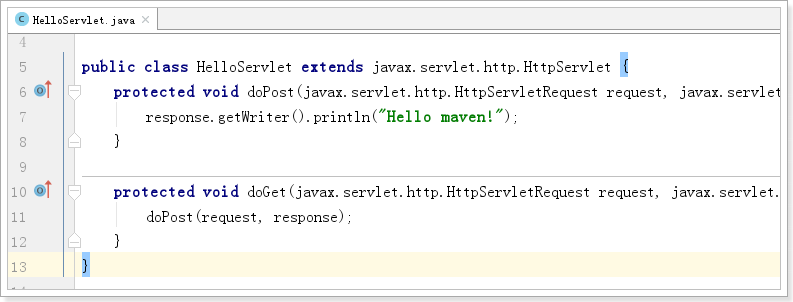 HelloServlet.java
4
5 public class HelloServlet extends javax.servlet.http.HttpServlet {
6 protected void doPost(javax.servlet.http.HttpServletRequest request, javax.servlet
7 response.getWriter().println("Hello maven!");
8 }
9
10 protected void doGet(javax.servlet.http.HttpServletRequest request, javax.servlet.
11 doPost(request, response);
12 }
13 }